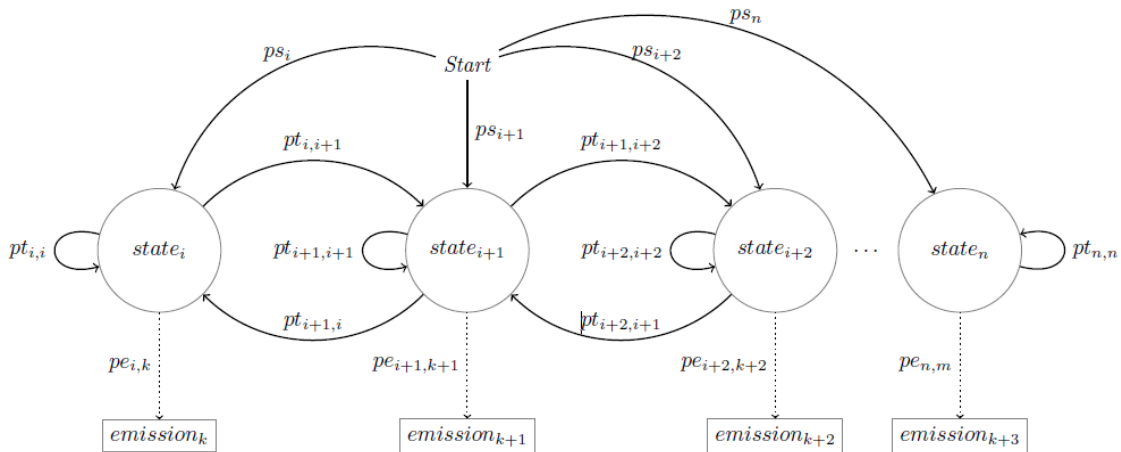 ps_n
ps_i
ps_{i+2}
Start
ps_{i+1}
pt_{i,i+1}
pt_{i+1,i+2}
pt_{i,i}
state_i
pt_{i+1,i+1}
state_{i+1}
pt_{i+2,i+2}
state_{i+2}
...
state_n
pt_{n,n}
pt_{i+1,i}
pt_{i+2,i+1}
pe_{i,k}
pe_{i+1,k+1}
pe_{i+2,k+2}
pe_{n,m}
emission_k
emission_{k+1}
emission_{k+2}
emission_{k+3}